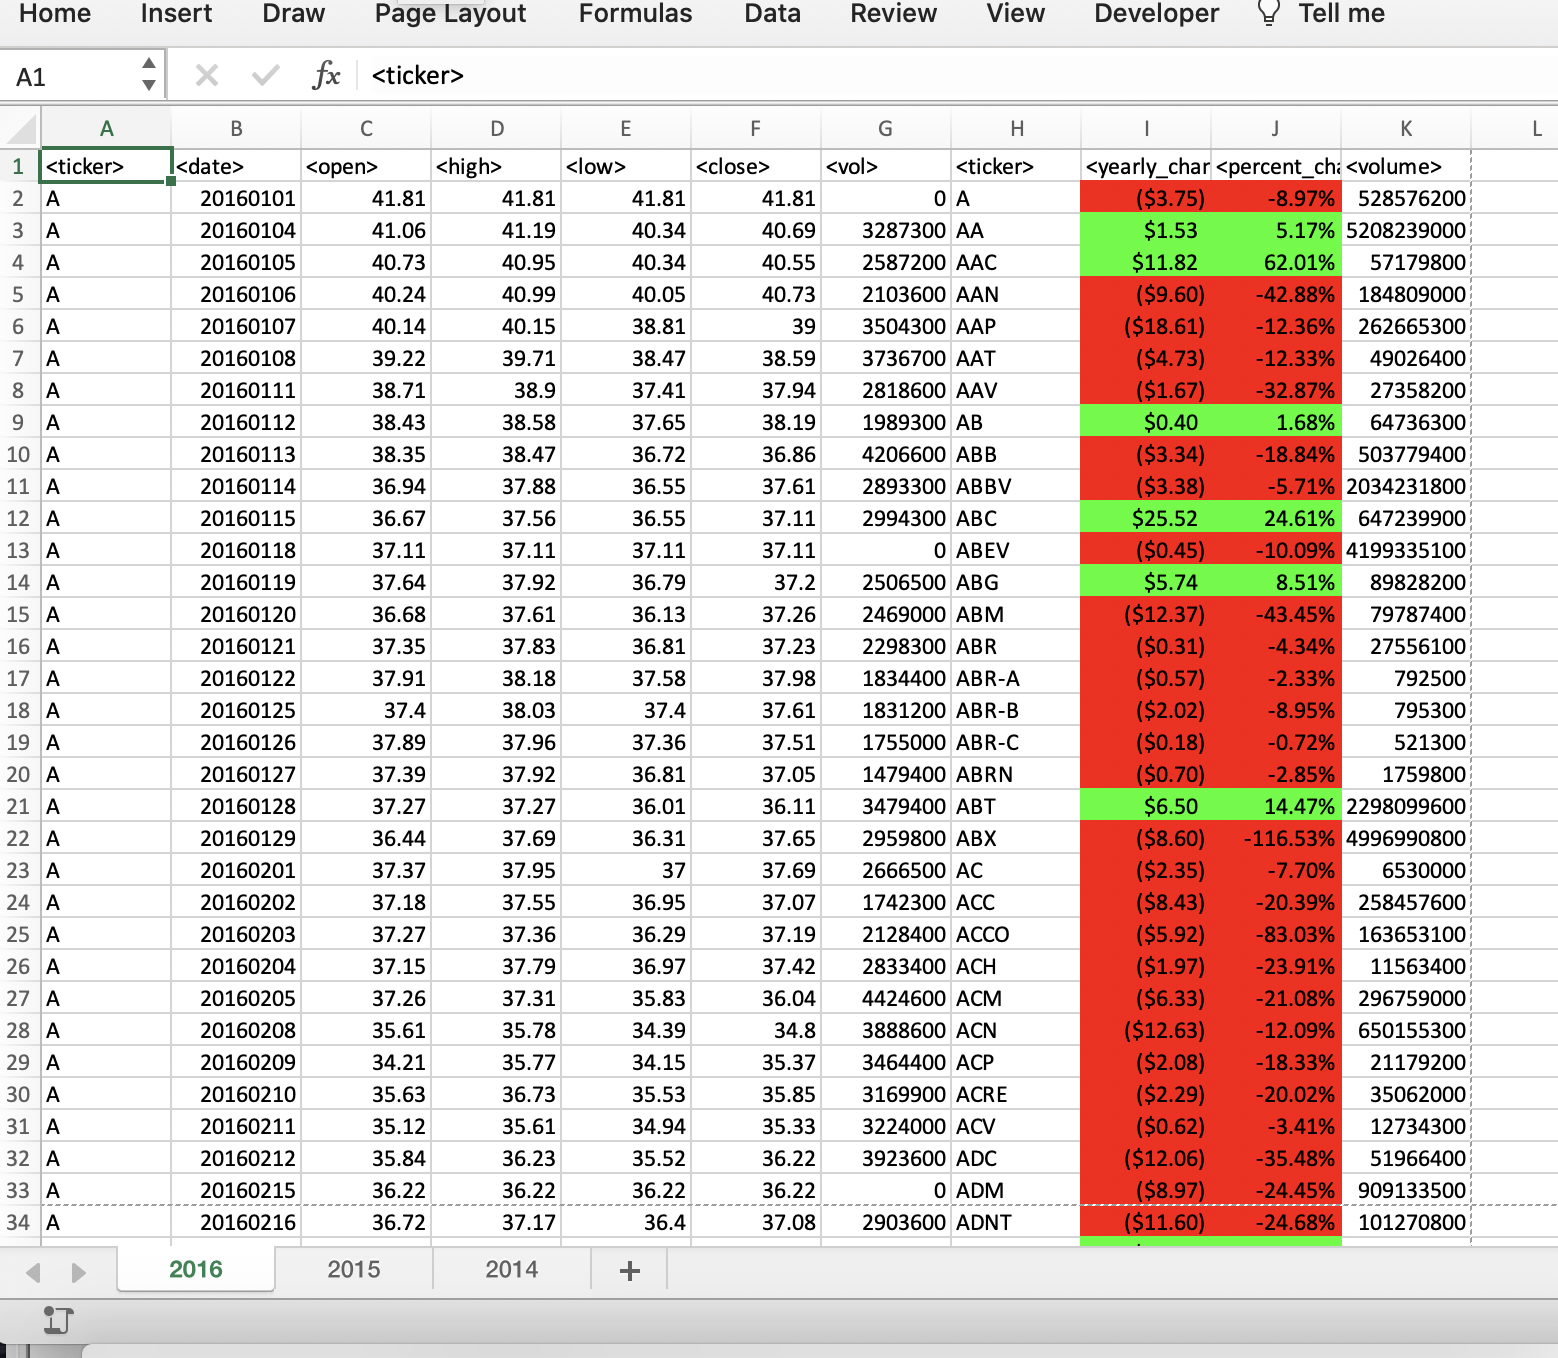 Home Insert Draw Page Layout Formulas Data Review View Developer Tell me
A1 fx <ticker>
A B C D E F G H I J K L
1 <ticker> <date> <open> <high> <low> <close> <vol> <ticker> <yearly_char <percent_cha <volume>
2 A 20160101 41.81 41.81 41.81 41.81 0 A ($3.75) -8.97% 528576200
3 A 20160104 41.06 41.19 40.34 40.69 3287300 AA $1.53 5.17% 5208239000
4 A 20160105 40.73 40.95 40.34 40.55 2587200 AAC $11.82 62.01% 57179800
5 A 20160106 40.24 40.99 40.05 40.73 2103600 AAN ($9.60) -42.88% 184809000
6 A 20160107 40.14 40.15 38.81 39 3504300 AAP ($18.61) -12.36% 262665300
7 A 20160108 39.22 39.71 38.47 38.59 3736700 AAT ($4.73) -12.33% 49026400
8 A 20160111 38.71 38.9 37.41 37.94 2818600 AAV ($1.67) -32.87% 27358200
9 A 20160112 38.43 38.58 37.65 38.19 1989300 AB $0.40 1.68% 64736300
10 A 20160113 38.35 38.47 36.72 36.86 4206600 ABB ($3.34) -18.84% 503779400
11 A 20160114 36.94 37.88 36.55 37.61 2893300 ABBV ($3.38) -5.71% 2034231800
12 A 20160115 36.67 37.56 36.55 37.11 2994300 ABC $25.52 24.61% 647239900
13 A 20160118 37.11 37.11 37.11 37.11 0 ABEV ($0.45) -10.09% 4199335100
14 A 20160119 37.64 37.92 36.79 37.2 2506500 ABG $5.74 8.51% 89828200
15 A 20160120 36.68 37.61 36.13 37.26 2469000 ABM ($12.37) -43.45% 79787400
16 A 20160121 37.35 37.83 36.81 37.23 2298300 ABR ($0.31) -4.34% 27556100
17 A 20160122 37.91 38.18 37.58 37.98 1834400 ABR-A ($0.57) -2.33% 792500
18 A 20160125 37.4 38.03 37.4 37.61 1831200 ABR-B ($2.02) -8.95% 795300
19 A 20160126 37.89 37.96 37.36 37.51 1755000 ABR-C ($0.18) -0.72% 521300
20 A 20160127 37.39 37.92 36.81 37.05 1479400 ABRN ($0.70) -2.85% 1759800
21 A 20160128 37.27 37.27 36.01 36.11 3479400 ABT $6.50 14.47% 2298099600
22 A 20160129 36.44 37.69 36.31 37.65 2959800 ABX ($8.60) -116.53% 4996990800
23 A 20160201 37.37 37.95 37 37.69 2666500 AC ($2.35) -7.70% 6530000
24 A 20160202 37.18 37.55 36.95 37.07 1742300 ACC ($8.43) -20.39% 258457600
25 A 20160203 37.27 37.36 36.29 37.19 2128400 ACCO ($5.92) -83.03% 163653100
26 A 20160204 37.15 37.79 36.97 37.42 2833400 ACH ($1.97) -23.91% 11563400
27 A 20160205 37.26 37.31 35.83 36.04 4424600 ACM ($6.33) -21.08% 296759000
28 A 20160208 35.61 35.78 34.39 34.8 3888600 ACN ($12.63) -12.09% 650155300
29 A 20160209 34.21 35.77 34.15 35.37 3464400 ACP ($2.08) -18.33% 21179200
30 A 20160210 35.63 36.73 35.53 35.85 3169900 ACRE ($2.29) -20.02% 35062000
31 A 20160211 35.12 35.61 34.94 35.33 3224000 ACV ($0.62) -3.41% 12734300
32 A 20160212 35.84 36.23 35.52 36.22 3923600 ADC ($12.06) -35.48% 51966400
33 A 20160215 36.22 36.22 36.22 36.22 0 ADM ($8.97) -24.45% 909133500
34 A 20160216 36.72 37.17 36.4 37.08 2903600 ADNT ($11.60) -24.68% 101270800
2016 2015 2014 +